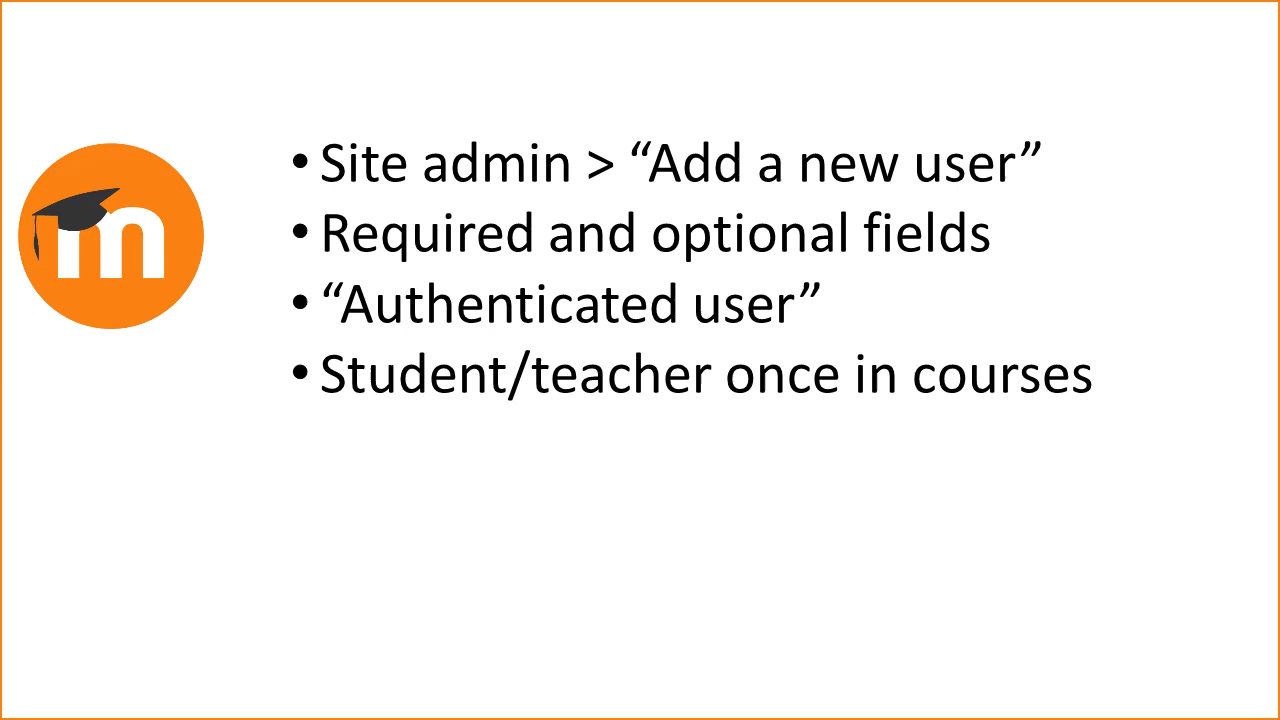 • Site admin > “Add a new user”
• Required and optional fields
• “Authenticated user”
• Student/teacher once in courses
m